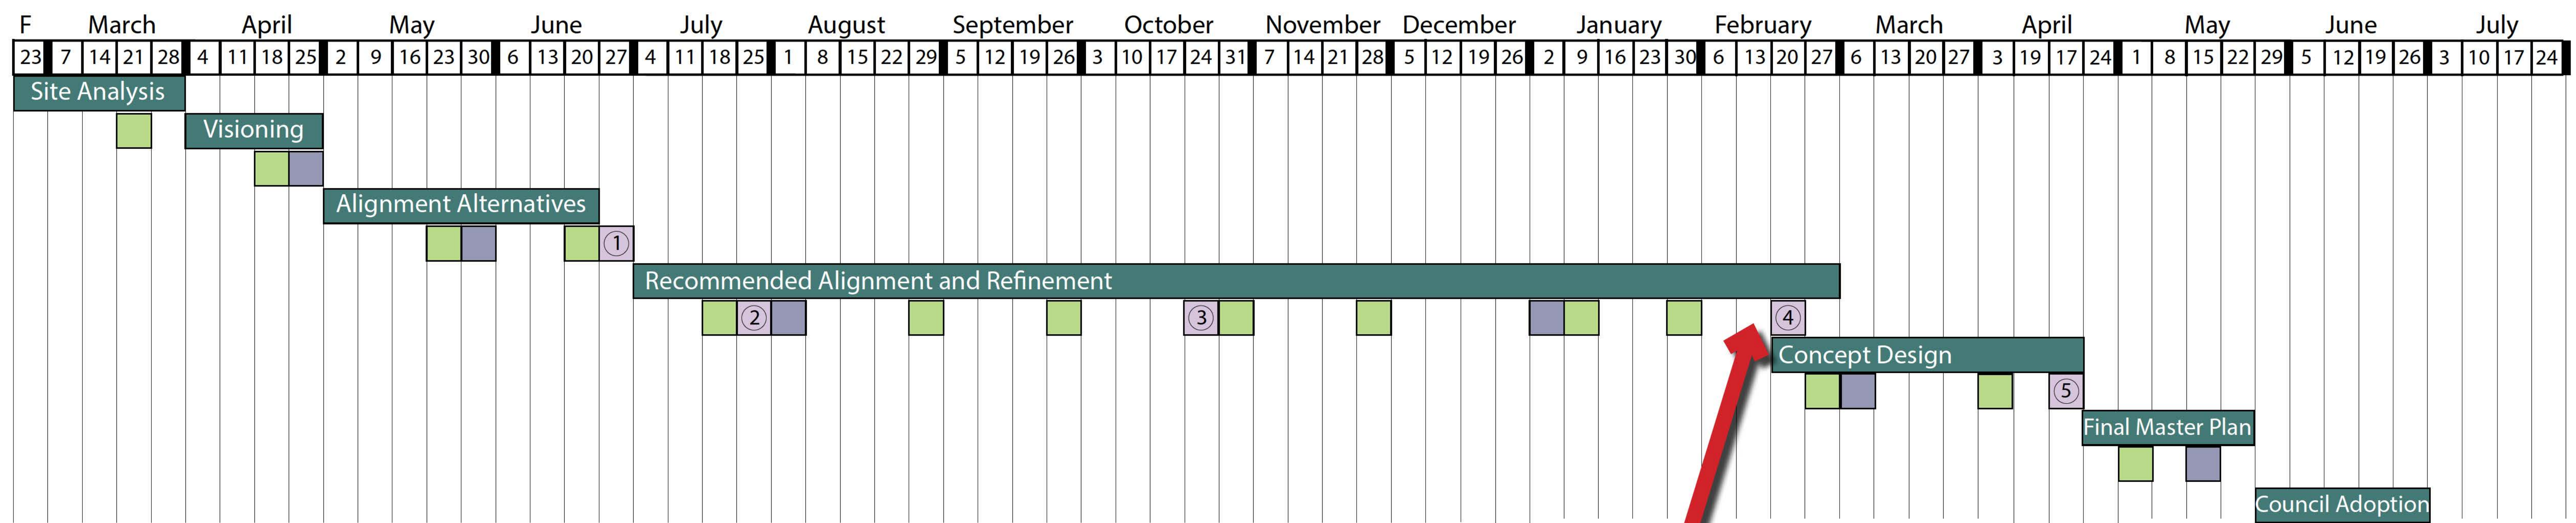 F March April May June July August September October November December January February March April May June July
23 7 14 21 28 4 11 18 25 2 9 16 23 30 6 13 20 27 4 11 18 25 1 8 15 22 29 5 12 19 26 3 10 17 24 31 7 14 21 28 5 12 19 26 2 9 16 23 30 6 13 20 27 6 13 20 27 3 19 17 24 1 8 15 22 29 5 12 19 26 3 10 17 24
Site Analysis
Visioning
Alignment Alternatives
1
Recommended Alignment and Refinement
2 3 4
Concept Design
5
Final Master Plan
Council Adoption